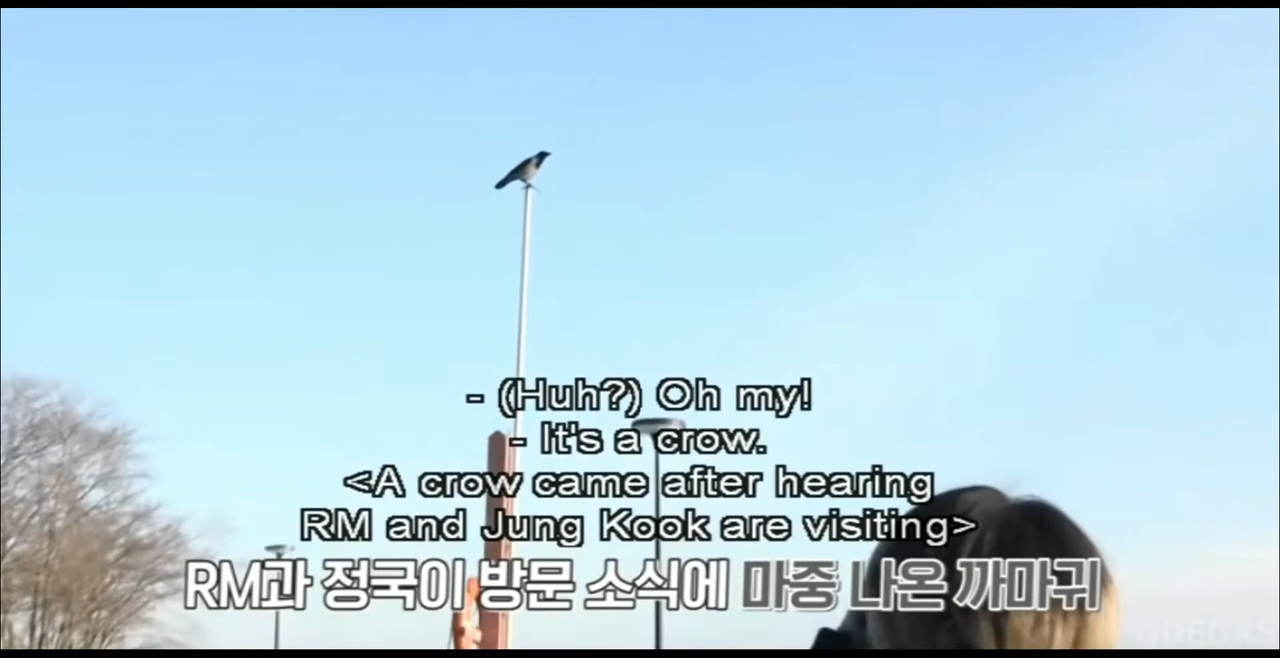 - (Huh?) Oh my!
- It's a crow.
<A crow came after hearing
RM and Jung Kook are visiting>
RM과 정국이 방문 소식에 마중 나온 까마귀